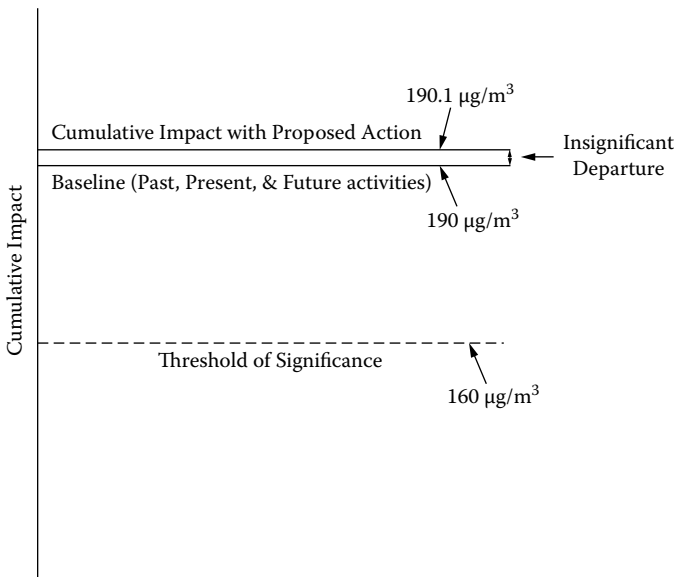 190.1 µg/m³
Cumulative Impact with Proposed Action
Insignificant
Departure
Baseline (Past, Present, & Future activities)
190 µg/m³
Cumulative Impact
Threshold of Significance
160 µg/m³